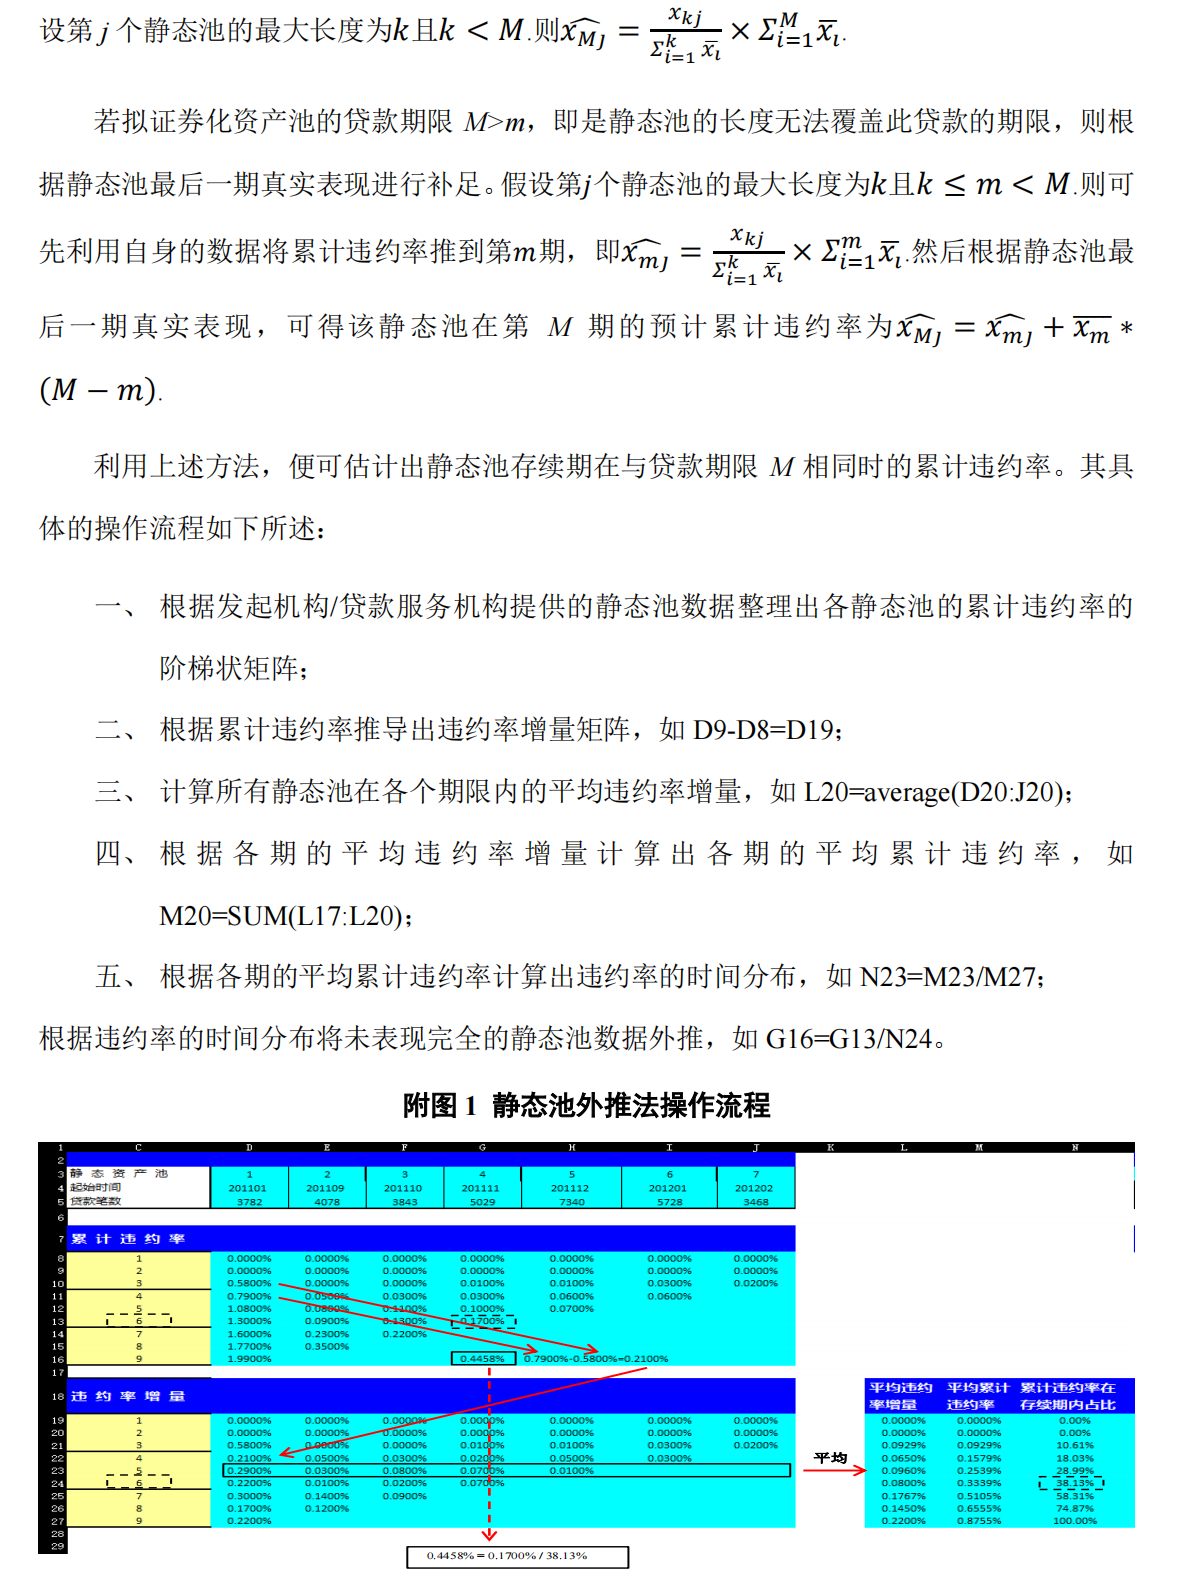 设第 j 个静态池的最大长度为k且k < M.则\widehat{x_{Mj}} = \frac{x_{kj}}{\Sigma_{i=1}^{k} \overline{x_i}} × \Sigma_{i=1}^{M} \overline{x_i}.
若拟证券化资产池的贷款期限 M>m，即是静态池的长度无法覆盖此贷款的期限，则根
据静态池最后一期真实表现进行补足。假设第j个静态池的最大长度为k且k ≤ m < M.则可
先利用自身的数据将累计违约率推到第m期，即\widehat{x_{mj}} = \frac{x_{kj}}{\Sigma_{i=1}^{k} \overline{x_i}} × \Sigma_{i=1}^{m} \overline{x_i}.然后根据静态池最
后一期真实表现，可得该静态池在第 M 期的预计累计违约率为\widehat{x_{Mj}} = \widehat{x_{mj}} + \overline{x_m} *
(M − m).
利用上述方法，便可估计出静态池存续期在与贷款期限 M 相同时的累计违约率。其具
体的操作流程如下所述：
一、 根据发起机构/贷款服务机构提供的静态池数据整理出各静态池的累计违约率的
阶梯状矩阵；
二、 根据累计违约率推导出违约率增量矩阵，如 D9-D8=D19；
三、 计算所有静态池在各个期限内的平均违约率增量，如 L20=average(D20:J20)；
四、 根据各期的平均违约率增量计算出各期的平均累计违约率，如
M20=SUM(L17:L20)；
五、 根据各期的平均累计违约率计算出违约率的时间分布，如 N23=M23/M27；
根据违约率的时间分布将未表现完全的静态池数据外推，如 G16=G13/N24。
附图 1 静态池外推法操作流程
1 C D E F G H I J K L M N
2
3 静态资产池 1 2 3 4 5 6 7
4 起始时间 201101 201109 201110 201111 201112 201201 201202
5 贷款笔数 3782 4078 3843 5029 7340 5728 3468
6
7 累计违约率
8 1 0.0000% 0.0000% 0.0000% 0.0000% 0.0000% 0.0000% 0.0000%
9 2 0.0000% 0.0000% 0.0000% 0.0000% 0.0000% 0.0000% 0.0000%
10 3 0.5800% 0.0000% 0.0000% 0.0100% 0.0100% 0.0300% 0.0200%
11 4 0.7900% 0.0500% 0.0300% 0.0300% 0.0600% 0.0600%
12 5 1.0800% 0.0800% 0.1100% 0.1000% 0.0700%
13 6 1.3000% 0.0900% 0.1300% 0.1700%
14 7 1.6000% 0.2300% 0.2200%
15 8 1.7700% 0.3500%
16 9 1.9900% 0.4458% 0.7900%-0.5800%=0.2100%
17
18 违约率增量 平均违约率增量 平均累计违约率 累计违约率在存续期内占比
19 1 0.0000% 0.0000% 0.0000% 0.0000% 0.0000% 0.0000% 0.0000% 0.0000% 0.0000% 0.00%
20 2 0.0000% 0.0000% 0.0000% 0.0000% 0.0000% 0.0000% 0.0000% 0.0000% 0.0000% 0.00%
21 3 0.5800% 0.0000% 0.0000% 0.0100% 0.0100% 0.0300% 0.0200% 0.0929% 0.0929% 10.61%
22 4 0.2100% 0.0500% 0.0300% 0.0200% 0.0500% 0.0300% 平均 0.0650% 0.1579% 18.03%
23 5 0.2900% 0.0300% 0.0800% 0.0700% 0.0100% 0.0960% 0.2539% 28.99%
24 6 0.2200% 0.0100% 0.0200% 0.0700% 0.0800% 0.3339% 38.13%
25 7 0.3000% 0.1400% 0.0900% 0.1767% 0.5105% 58.31%
26 8 0.1700% 0.1200% 0.1450% 0.6555% 74.87%
27 9 0.2200% 0.2200% 0.8755% 100.00%
28
29
0.4458% = 0.1700% / 38.13%